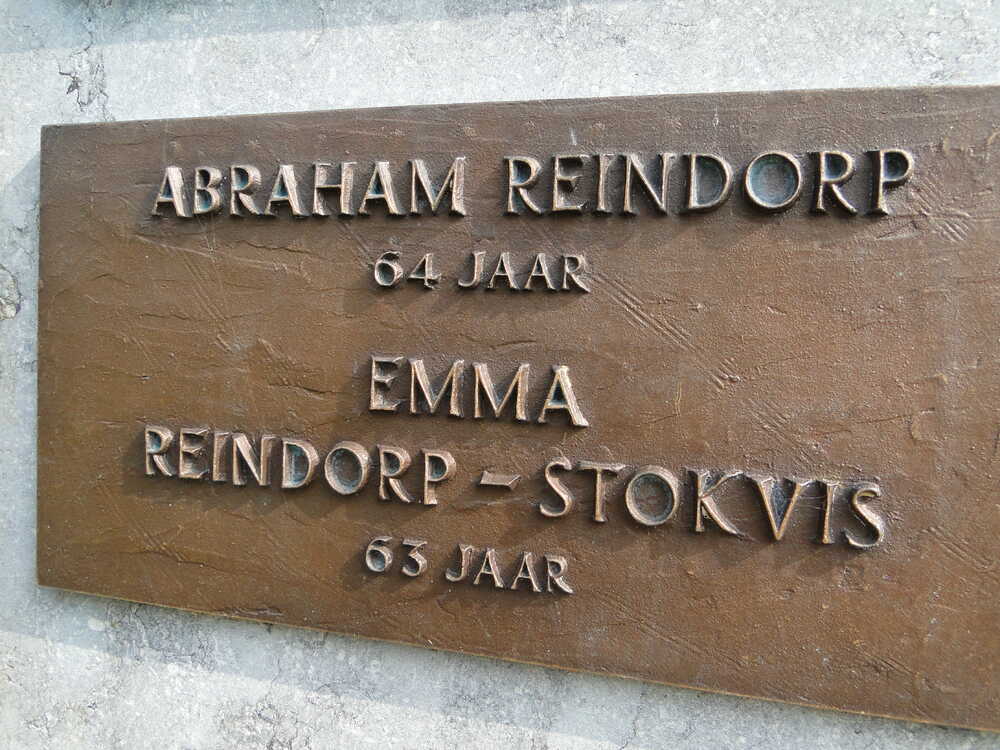 ABRAHAM REINDORP
64 JAAR
EMMA
REINDORP - STOKVIS
63 JAAR